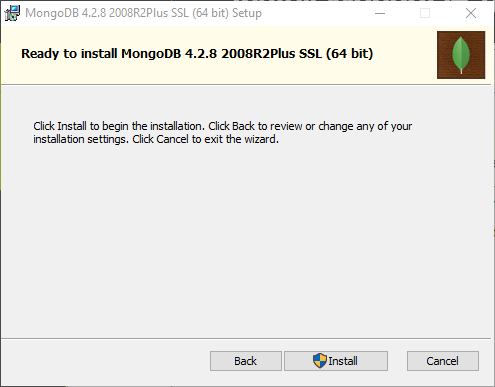 MongoDB 4.2.8 2008R2Plus SSL (64 bit) Setup
Ready to install MongoDB 4.2.8 2008R2Plus SSL (64 bit)
Click Install to begin the installation. Click Back to review or change any of your
installation settings. Click Cancel to exit the wizard.
Back Install Cancel